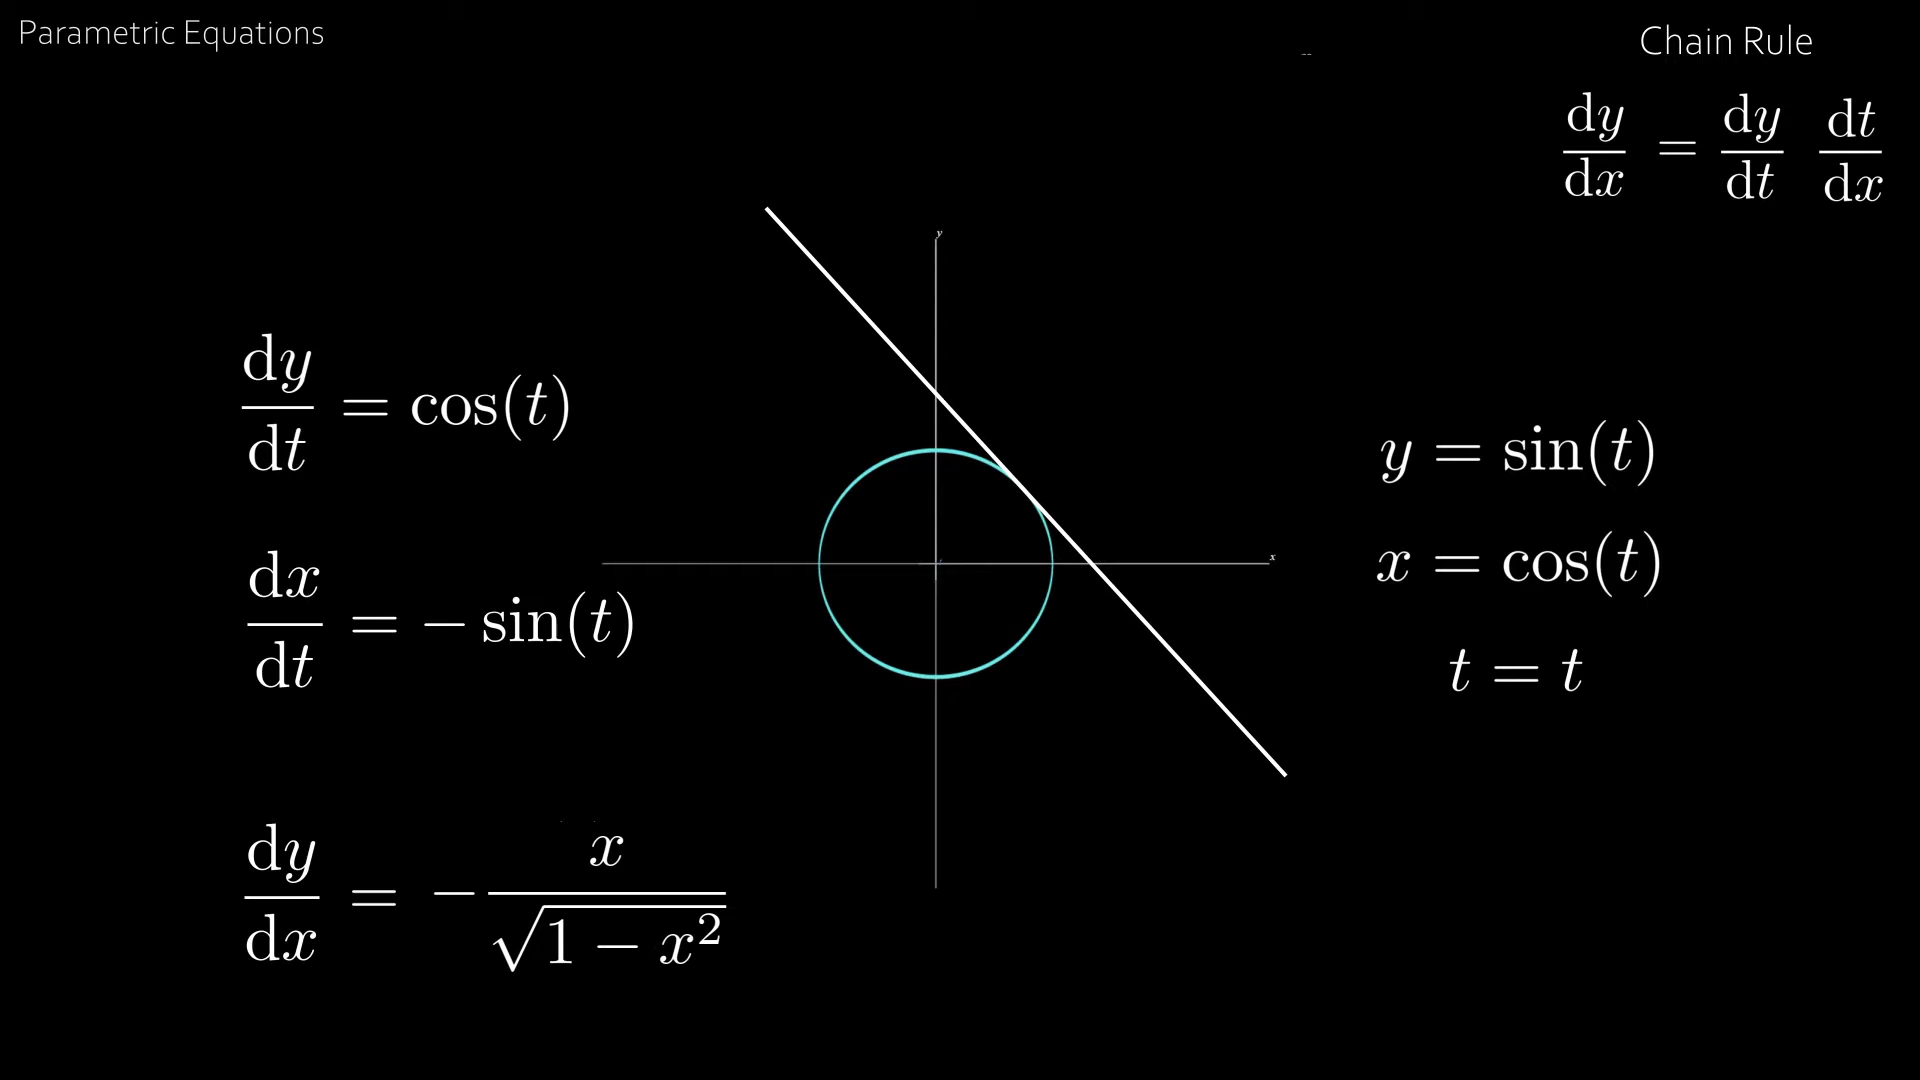 Parametric Equations
Chain Rule
dy/dx = dy/dt dt/dx
y
dy/dt = cos(t)
y = sin(t)
x
x = cos(t)
dx/dt = − sin(t)
t = t
dy/dx = − x/√(1 − x²)